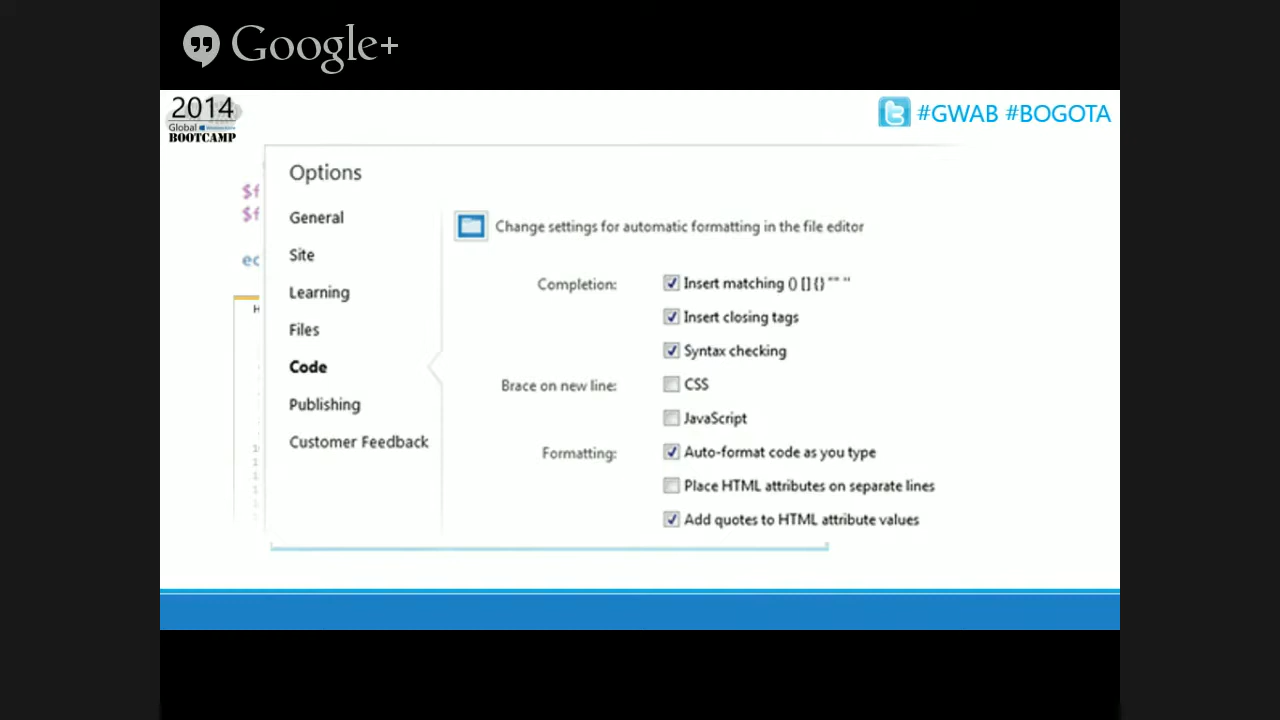 Google+
2014
Global
BOOTCAMP
#GWAB #BOGOTA
$f
$f
ec
H
Options
General
Site
Learning
Files
Code
Publishing
Customer Feedback
Change settings for automatic formatting in the file editor
Completion:
Insert matching () [] {} "" ''
Insert closing tags
Syntax checking
Brace on new line:
CSS
JavaScript
Formatting:
Auto-format code as you type
Place HTML attributes on separate lines
Add quotes to HTML attribute values